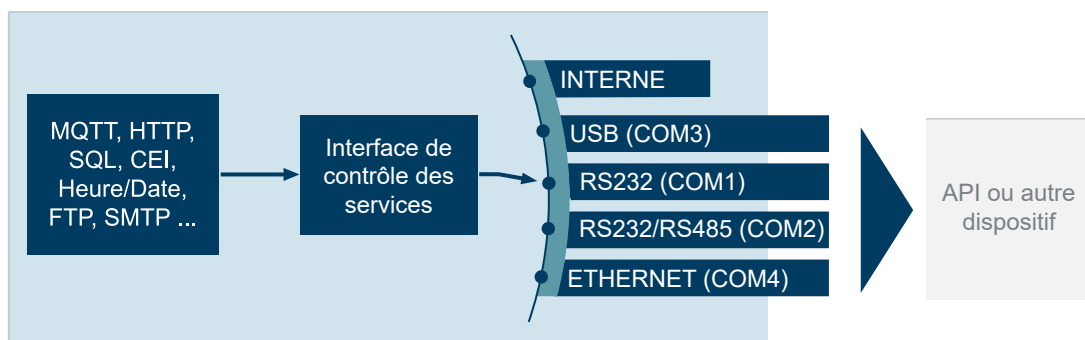 MQTT, HTTP,
SQL, CEI,
Heure/Date,
FTP, SMTP ...
Interface de
contrôle des
services
INTERNE
USB (COM3)
RS232 (COM1)
RS232/RS485 (COM2)
ETHERNET (COM4)
API ou autre
dispositif